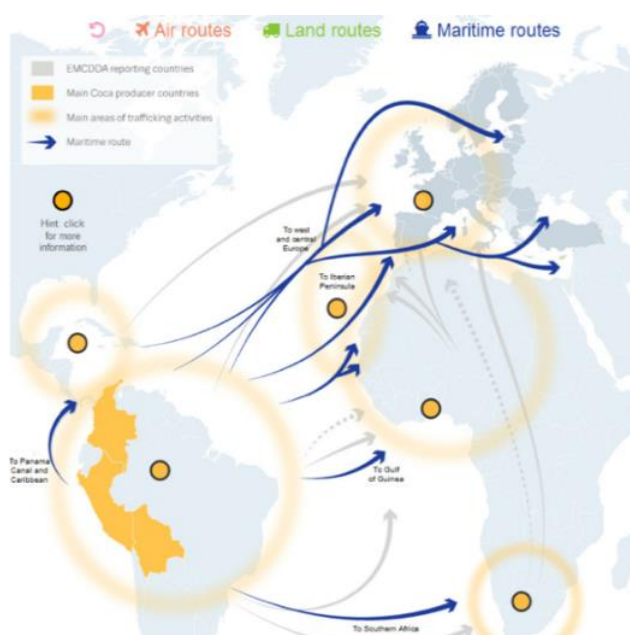 Air routes Land routes Maritime routes
EMCDDA reporting countries
Main Coca producer countries
Main areas of trafficking activities
Maritime route
Hint: click
for more
information
To west
and central
Europe
To Iberian
Peninsula
To Panama
Canal and
Caribbean
To Gulf
of Guinea
To Southern Africa